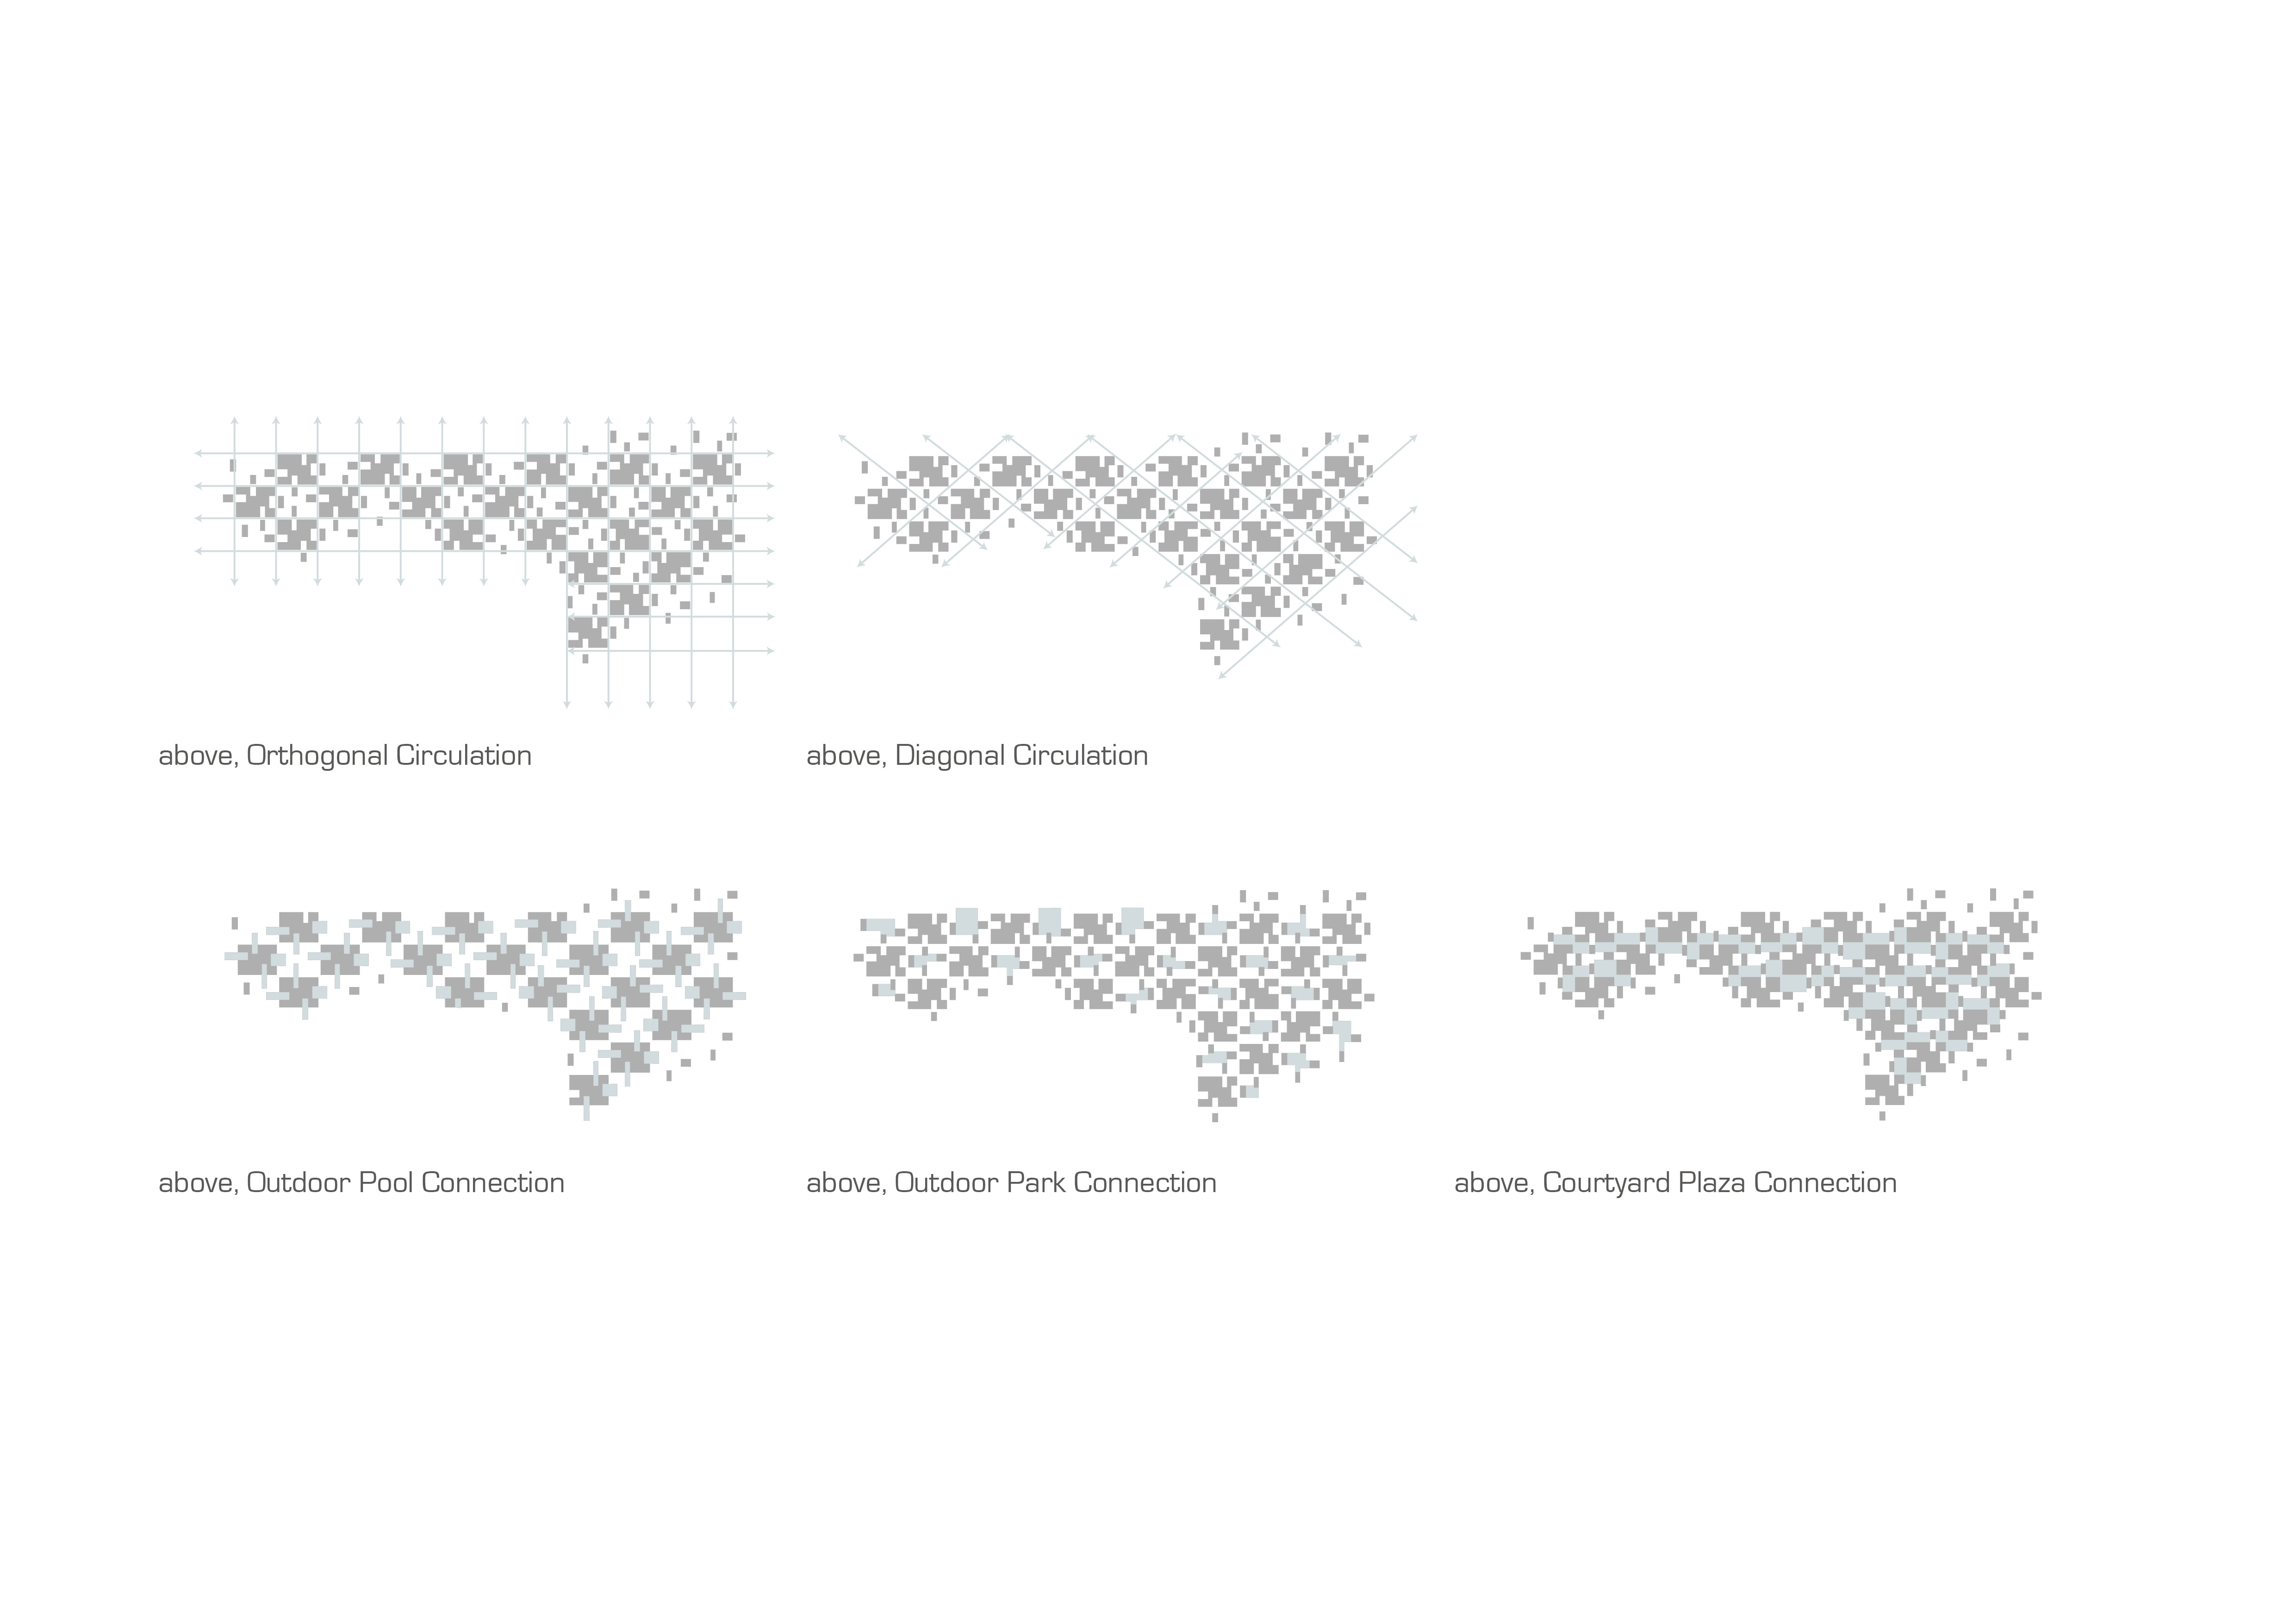 above, Orthogonal Circulation
above, Diagonal Circulation
above, Outdoor Pool Connection
above, Outdoor Park Connection
above, Courtyard Plaza Connection